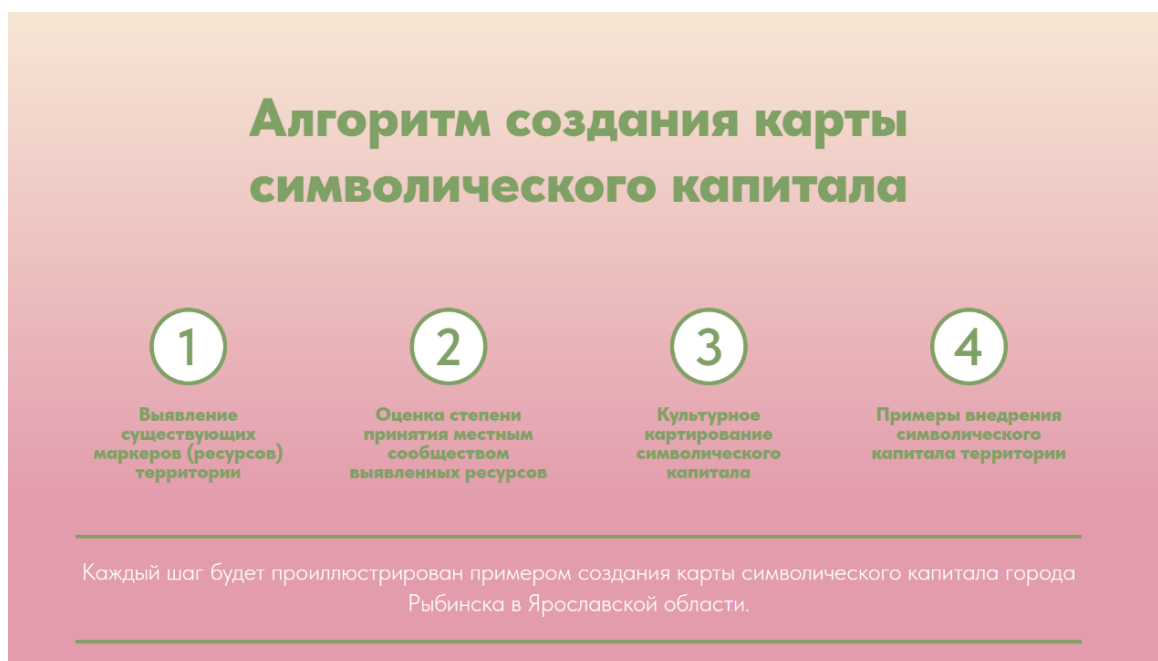 Алгоритм создания карты
символического капитала
1
Выявление
существующих
маркеров (ресурсов)
территории
2
Оценка степени
принятия местным
сообществом
выявленных ресурсов
3
Культурное
картирование
символического
капитала
4
Примеры внедрения
символического
капитала территории
Каждый шаг будет проиллюстрирован примером создания карты символического капитала города
Рыбинска в Ярославской области.